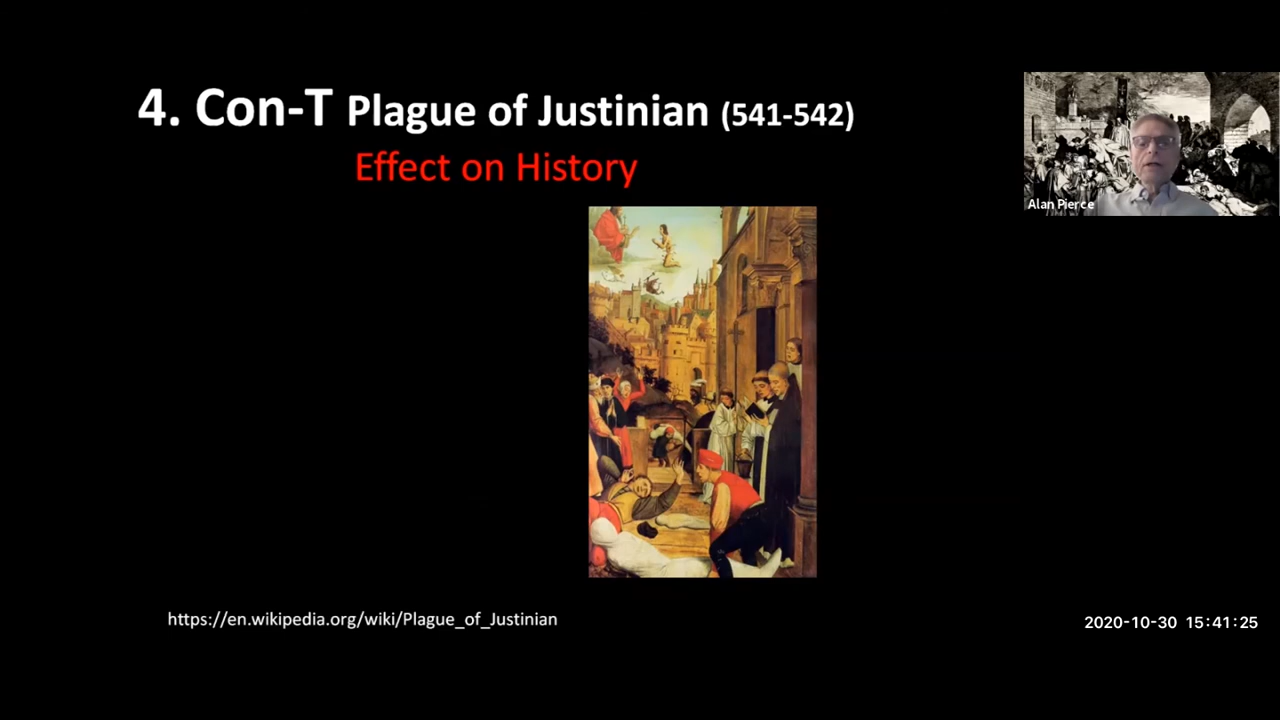 4. Con-T Plague of Justinian (541-542)
Effect on History
Alan Pierce
https://en.wikipedia.org/wiki/Plague_of_Justinian
2020-10-30 15:41:25